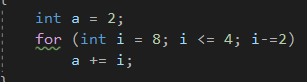 int a = 2;
for (int i = 8; i <= 4; i-=2)
a += i;